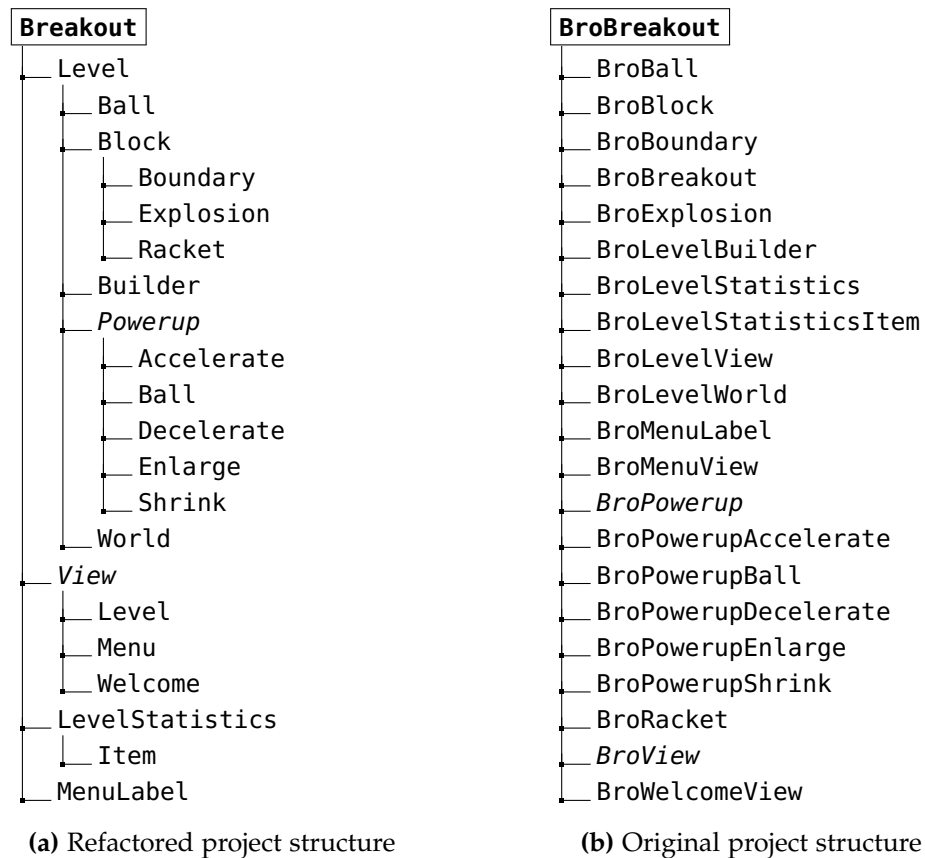 Breakout
Level
Ball
Block
Boundary
Explosion
Racket
Builder
Powerup
Accelerate
Ball
Decelerate
Enlarge
Shrink
World
View
Level
Menu
Welcome
LevelStatistics
Item
MenuLabel
(a) Refactored project structure
BroBreakout
BroBall
BroBlock
BroBoundary
BroBreakout
BroExplosion
BroLevelBuilder
BroLevelStatistics
BroLevelStatisticsItem
BroLevelView
BroLevelWorld
BroMenuLabel
BroMenuView
BroPowerup
BroPowerupAccelerate
BroPowerupBall
BroPowerupDecelerate
BroPowerupEnlarge
BroPowerupShrink
BroRacket
BroView
BroWelcomeView
(b) Original project structure